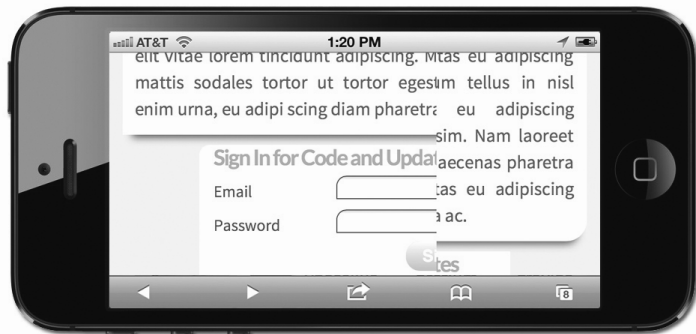 AT&T 1:20 PM
elit vitae lorem tincidunt adipiscing. Mtas eu adipiscing
mattis sodales tortor ut tortor egestm tellus in nisl
enim urna, eu adipi scing diam pharetra eu adipiscing
sim. Nam laoreet
Sign In for Code and Updat
aecenas pharetra
Email
tas eu adipiscing
Password
a ac.
S
tes
8